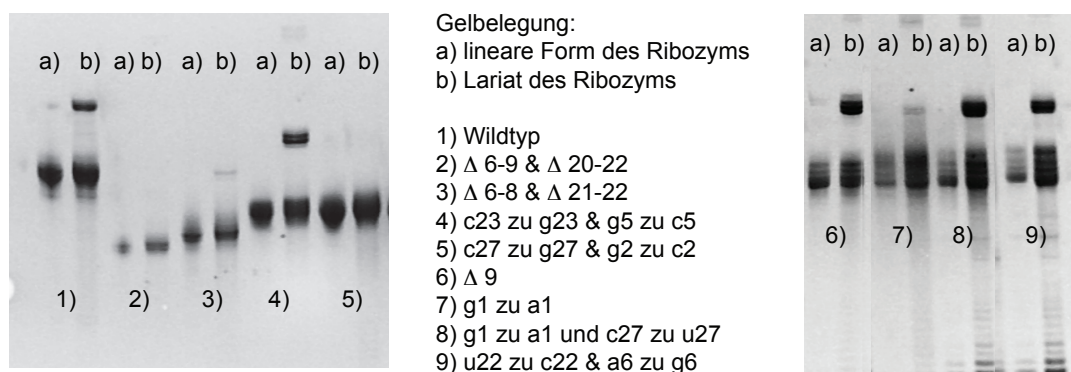 a) b) a) b) a) b) a) b) a) b)
1) 2) 3) 4) 5)
Gelbelegung:
a) lineare Form des Ribozyms
b) Lariat des Ribozyms
1) Wildtyp
2) Δ 6-9 & Δ 20-22
3) Δ 6-8 & Δ 21-22
4) c23 zu g23 & g5 zu c5
5) c27 zu g27 & g2 zu c2
6) Δ 9
7) g1 zu a1
8) g1 zu a1 und c27 zu u27
9) u22 zu c22 & a6 zu g6
a) b) a) b) a) b) a) b)
6) 7) 8) 9)